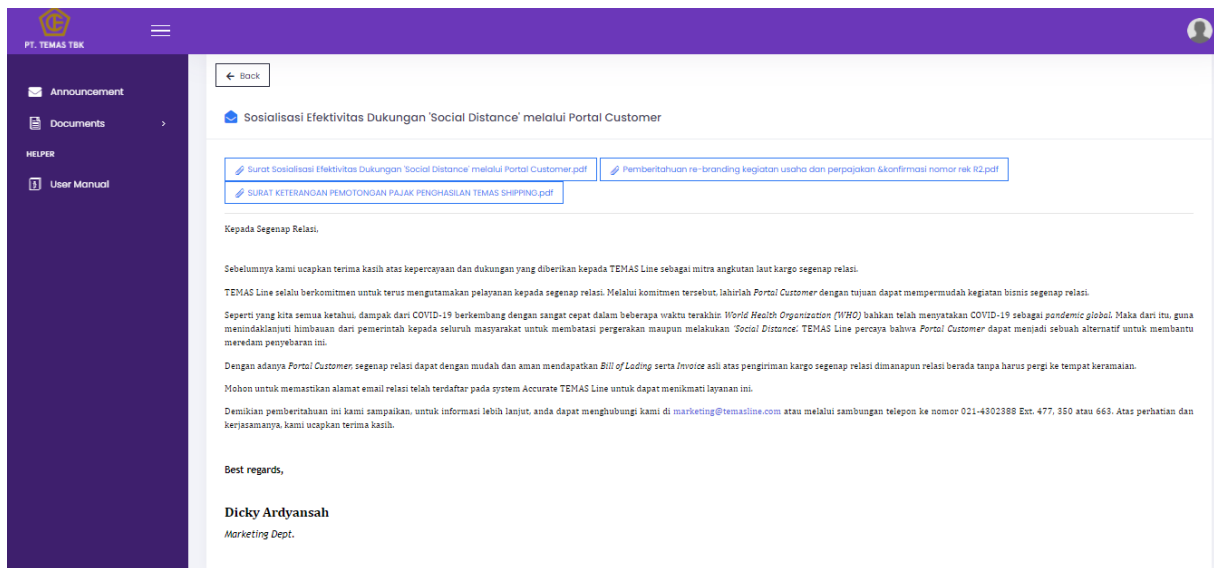 PT. TEMAS TBK
Announcement
Documents
HELPER
User Manual
Back
Sosialisasi Efektivitas Dukungan 'Social Distance' melalui Portal Customer
Surat Sosialisasi Efektivitas Dukungan 'Social Distance' melalui Portal Customer.pdf
Pemberitahuan re-branding kegiatan usaha dan perpajakan &konfirmasi nomor rek R2.pdf
SURAT KETERANGAN PEMOTONGAN PAJAK PENGHASILAN TEMAS SHIPPING.pdf
Kepada Segenap Relasi,
Sebelumnya kami ucapkan terima kasih atas kepercayaan dan dukungan yang diberikan kepada TEMAS Line sebagai mitra angkutan laut kargo segenap relasi.
TEMAS Line selalu berkomitmen untuk terus mengutamakan pelayanan kepada segenap relasi. Melalui komitmen tersebut, lahirlah Portal Customer dengan tujuan dapat mempermudah kegiatan bisnis segenap relasi.
Seperti yang kita semua ketahui, dampak dari COVID-19 berkembang dengan sangat cepat dalam beberapa waktu terakhir. World Health Organization (WHO) bahkan telah menyatakan COVID-19 sebagai pandemic global. Maka dari itu, guna
menindaklanjuti himbauan dari pemerintah kepada seluruh masyarakat untuk membatasi pergerakan maupun melakukan 'Social Distance'. TEMAS Line percaya bahwa Portal Customer dapat menjadi sebuah alternatif untuk membantu
meredam penyebaran ini.
Dengan adanya Portal Customer, segenap relasi dapat dengan mudah dan aman mendapatkan Bill of Lading serta Invoice asli atas pengiriman kargo segenap relasi dimanapun relasi berada tanpa harus pergi ke tempat keramaian.
Mohon untuk memastikan alamat email relasi telah terdaftar pada system Accurate TEMAS Line untuk dapat menikmati layanan ini.
Demikian pemberitahuan ini kami sampaikan, untuk informasi lebih lanjut, anda dapat menghubungi kami di marketing@temasline.com atau melalui sambungan telepon ke nomor 021-4302388 Ext. 477, 350 atau 663. Atas perhatian dan
kerjasamanya, kami ucapkan terima kasih.
Best regards,
Dicky Ardyansah
Marketing Dept.